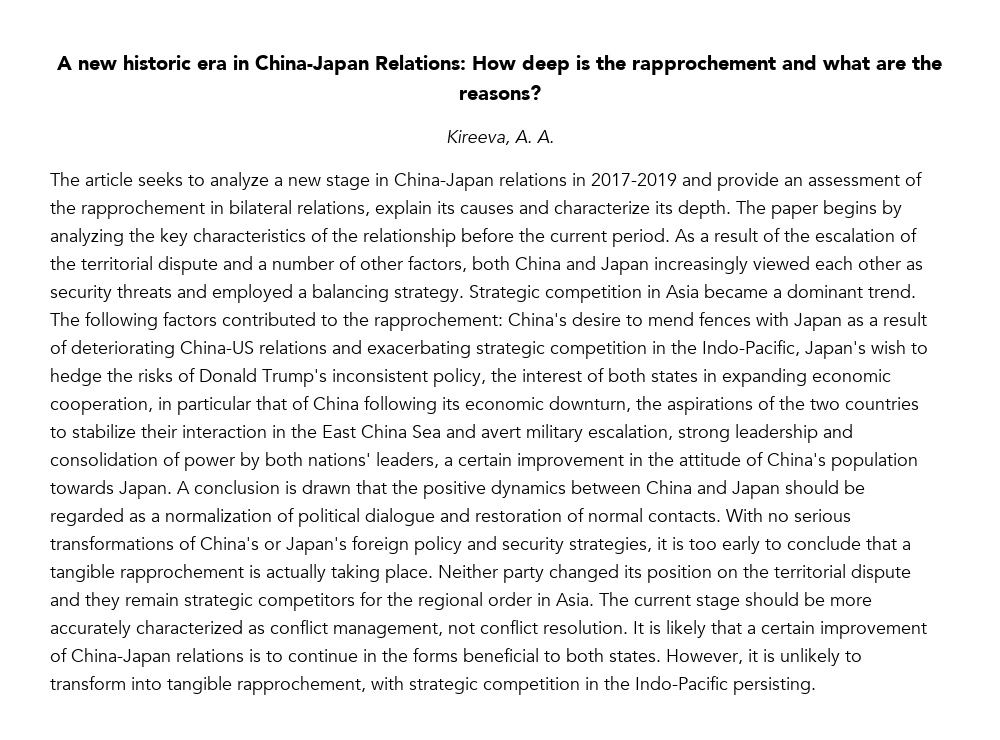 A new historic era in China-Japan Relations: How deep is the rapprochement and what are the
reasons?
Kireeva, A. A.
The article seeks to analyze a new stage in China-Japan relations in 2017-2019 and provide an assessment of
the rapprochement in bilateral relations, explain its causes and characterize its depth. The paper begins by
analyzing the key characteristics of the relationship before the current period. As a result of the escalation of
the territorial dispute and a number of other factors, both China and Japan increasingly viewed each other as
security threats and employed a balancing strategy. Strategic competition in Asia became a dominant trend.
The following factors contributed to the rapprochement: China's desire to mend fences with Japan as a result
of deteriorating China-US relations and exacerbating strategic competition in the Indo-Pacific, Japan's wish to
hedge the risks of Donald Trump's inconsistent policy, the interest of both states in expanding economic
cooperation, in particular that of China following its economic downturn, the aspirations of the two countries
to stabilize their interaction in the East China Sea and avert military escalation, strong leadership and
consolidation of power by both nations' leaders, a certain improvement in the attitude of China's population
towards Japan. A conclusion is drawn that the positive dynamics between China and Japan should be
regarded as a normalization of political dialogue and restoration of normal contacts. With no serious
transformations of China's or Japan's foreign policy and security strategies, it is too early to conclude that a
tangible rapprochement is actually taking place. Neither party changed its position on the territorial dispute
and they remain strategic competitors for the regional order in Asia. The current stage should be more
accurately characterized as conflict management, not conflict resolution. It is likely that a certain improvement
of China-Japan relations is to continue in the forms beneficial to both states. However, it is unlikely to
transform into tangible rapprochement, with strategic competition in the Indo-Pacific persisting.